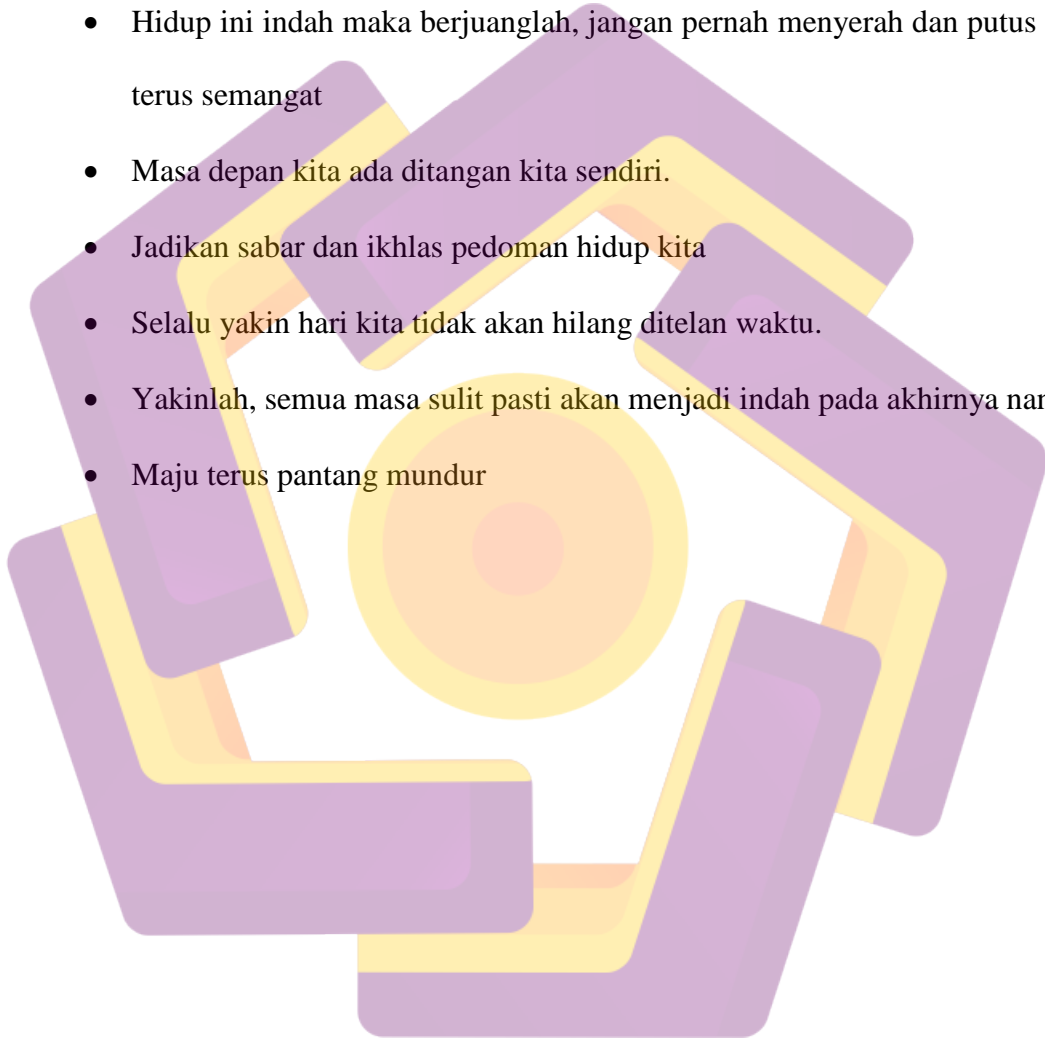 • Hidup ini indah maka berjuanglah, jangan pernah menyerah dan putus
terus semangat
• Masa depan kita ada ditangan kita sendiri.
• Jadikan sabar dan ikhlas pedoman hidup kita
• Selalu yakin hari kita tidak akan hilang ditelan waktu.
• Yakinlah, semua masa sulit pasti akan menjadi indah pada akhirnya
• Maju terus pantang mundur